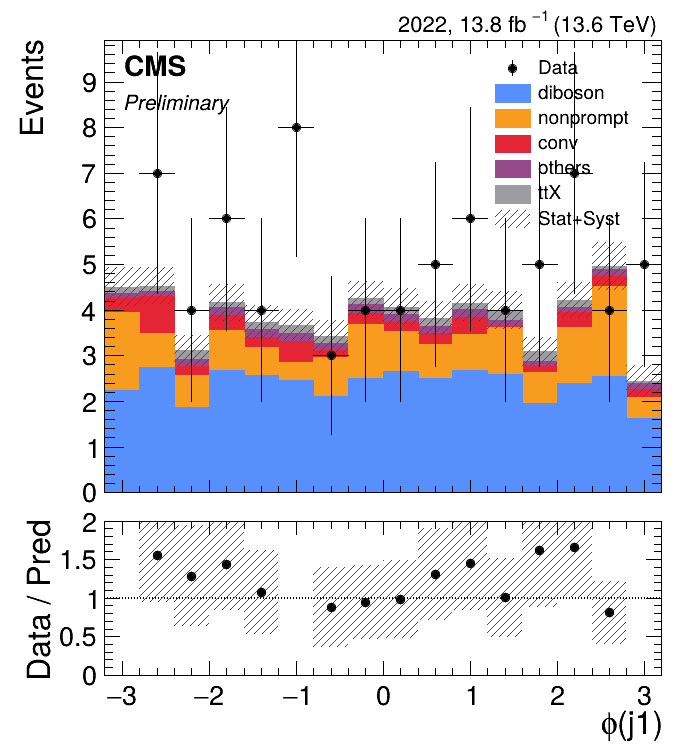 2022, 13.8 fb⁻¹ (13.6 TeV)
CMS
Preliminary
Events
Data
diboson
nonprompt
conv
others
ttX
Stat+Syst
9
8
7
6
5
4
3
2
1
0
Data / Pred
2
1.5
1
0.5
0
−3 −2 −1 0 1 2 3
ϕ(j1)